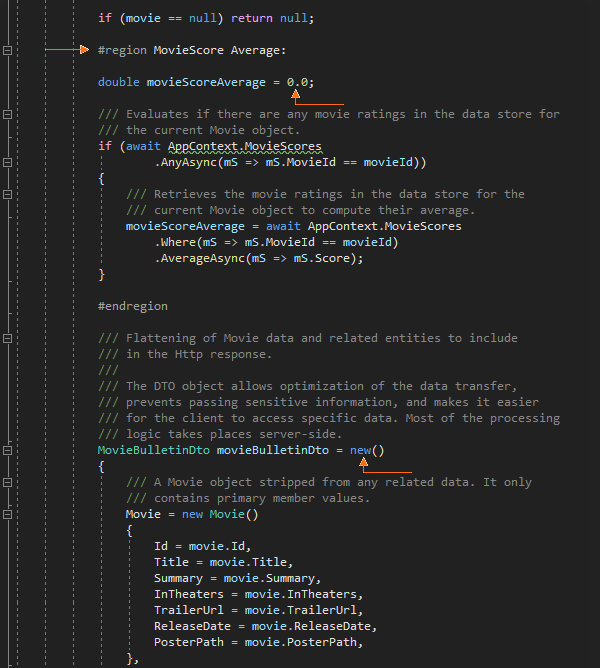 if (movie == null) return null;
#region MovieScore Average:
double movieScoreAverage = 0.0;
/// Evaluates if there are any movie ratings in the data store for
/// the current Movie object.
if (await AppContext.MovieScores
.AnyAsync(mS => mS.MovieId == movieId))
{
/// Retrieves the movie ratings in the data store for the
/// current Movie object to compute their average.
movieScoreAverage = await AppContext.MovieScores
.Where(mS => mS.MovieId == movieId)
.AverageAsync(mS => mS.Score);
}
#endregion
/// Flattening of Movie data and related entities to include
/// in the Http response.
///
/// The DTO object allows optimization of the data transfer,
/// prevents passing sensitive information, and makes it easier
/// for the client to access specific data. Most of the processing
/// logic takes places server-side.
MovieBulletinDto movieBulletinDto = new()
{
/// A Movie object stripped from any related data. It only
/// contains primary member values.
Movie = new Movie()
{
Id = movie.Id,
Title = movie.Title,
Summary = movie.Summary,
InTheaters = movie.InTheaters,
TrailerUrl = movie.TrailerUrl,
ReleaseDate = movie.ReleaseDate,
PosterPath = movie.PosterPath,
},